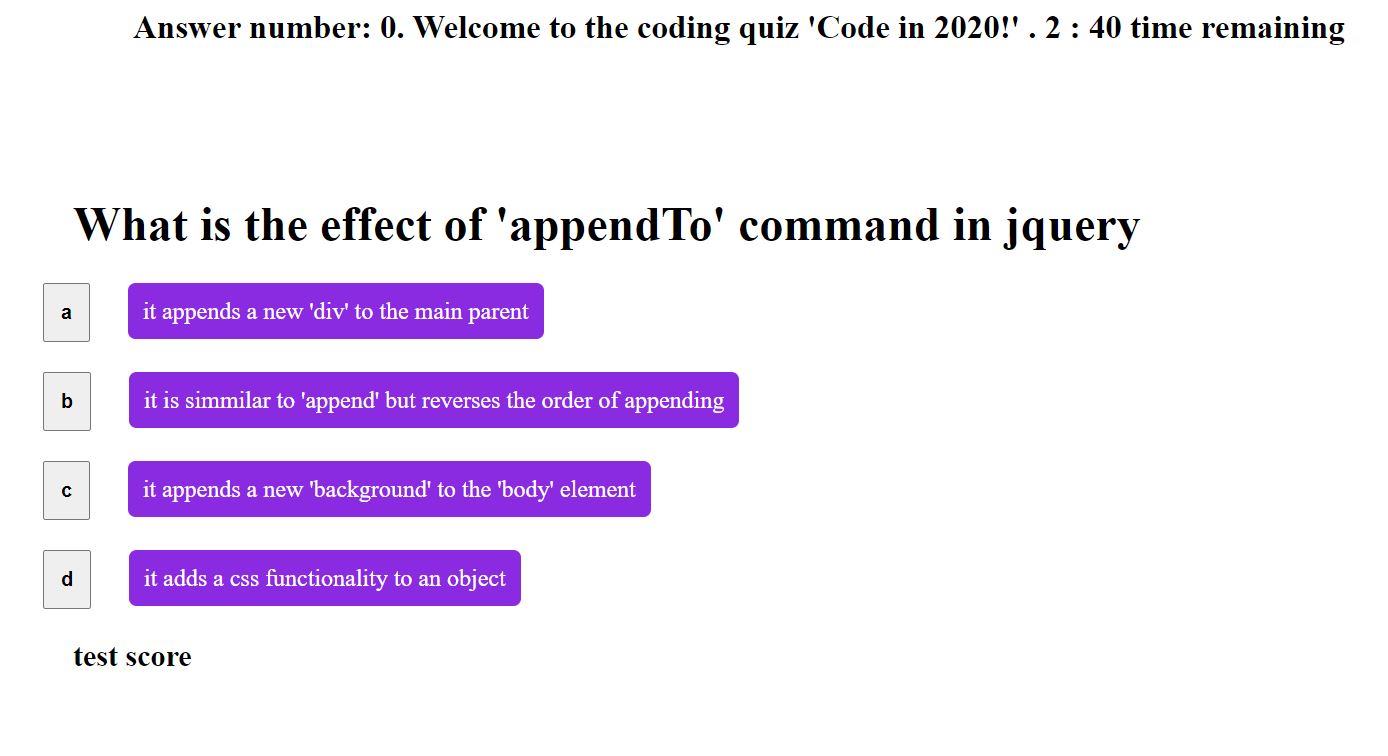 Answer number: 0. Welcome to the coding quiz 'Code in 2020!' . 2 : 40 time remaining
What is the effect of 'appendTo' command in jquery
a it appends a new 'div' to the main parent
b it is simmilar to 'append' but reverses the order of appending
c it appends a new 'background' to the 'body' element
d it adds a css functionality to an object
test score